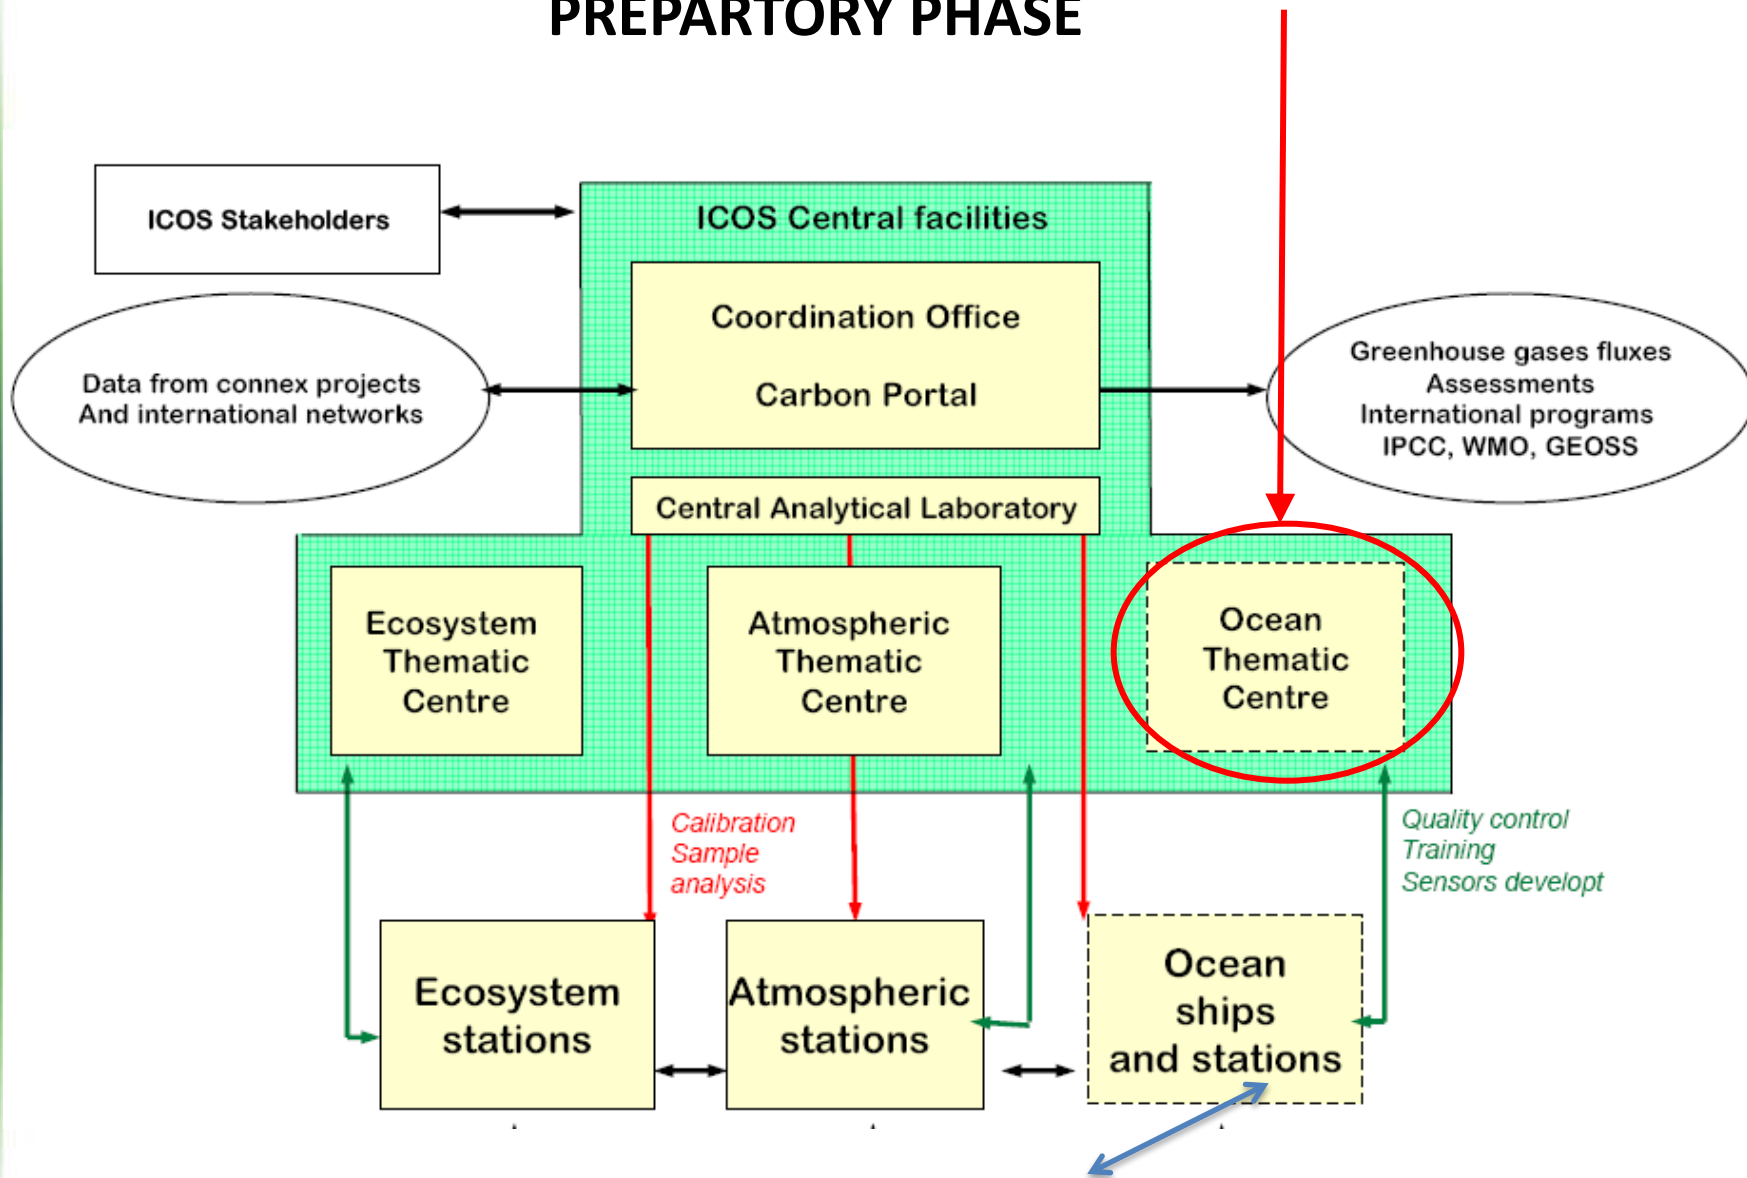 PREPARTORY PHASE
ICOS Stakeholders
ICOS Central facilities
Coordination Office
Carbon Portal
Data from connex projects
And international networks
Greenhouse gases fluxes
Assessments
International programs
IPCC, WMO, GEOSS
Central Analytical Laboratory
Ecosystem
Thematic
Centre
Atmospheric
Thematic
Centre
Ocean
Thematic
Centre
Calibration
Sample
analysis
Quality control
Training
Sensors developt
Ecosystem
stations
Atmospheric
stations
Ocean
ships
and stations